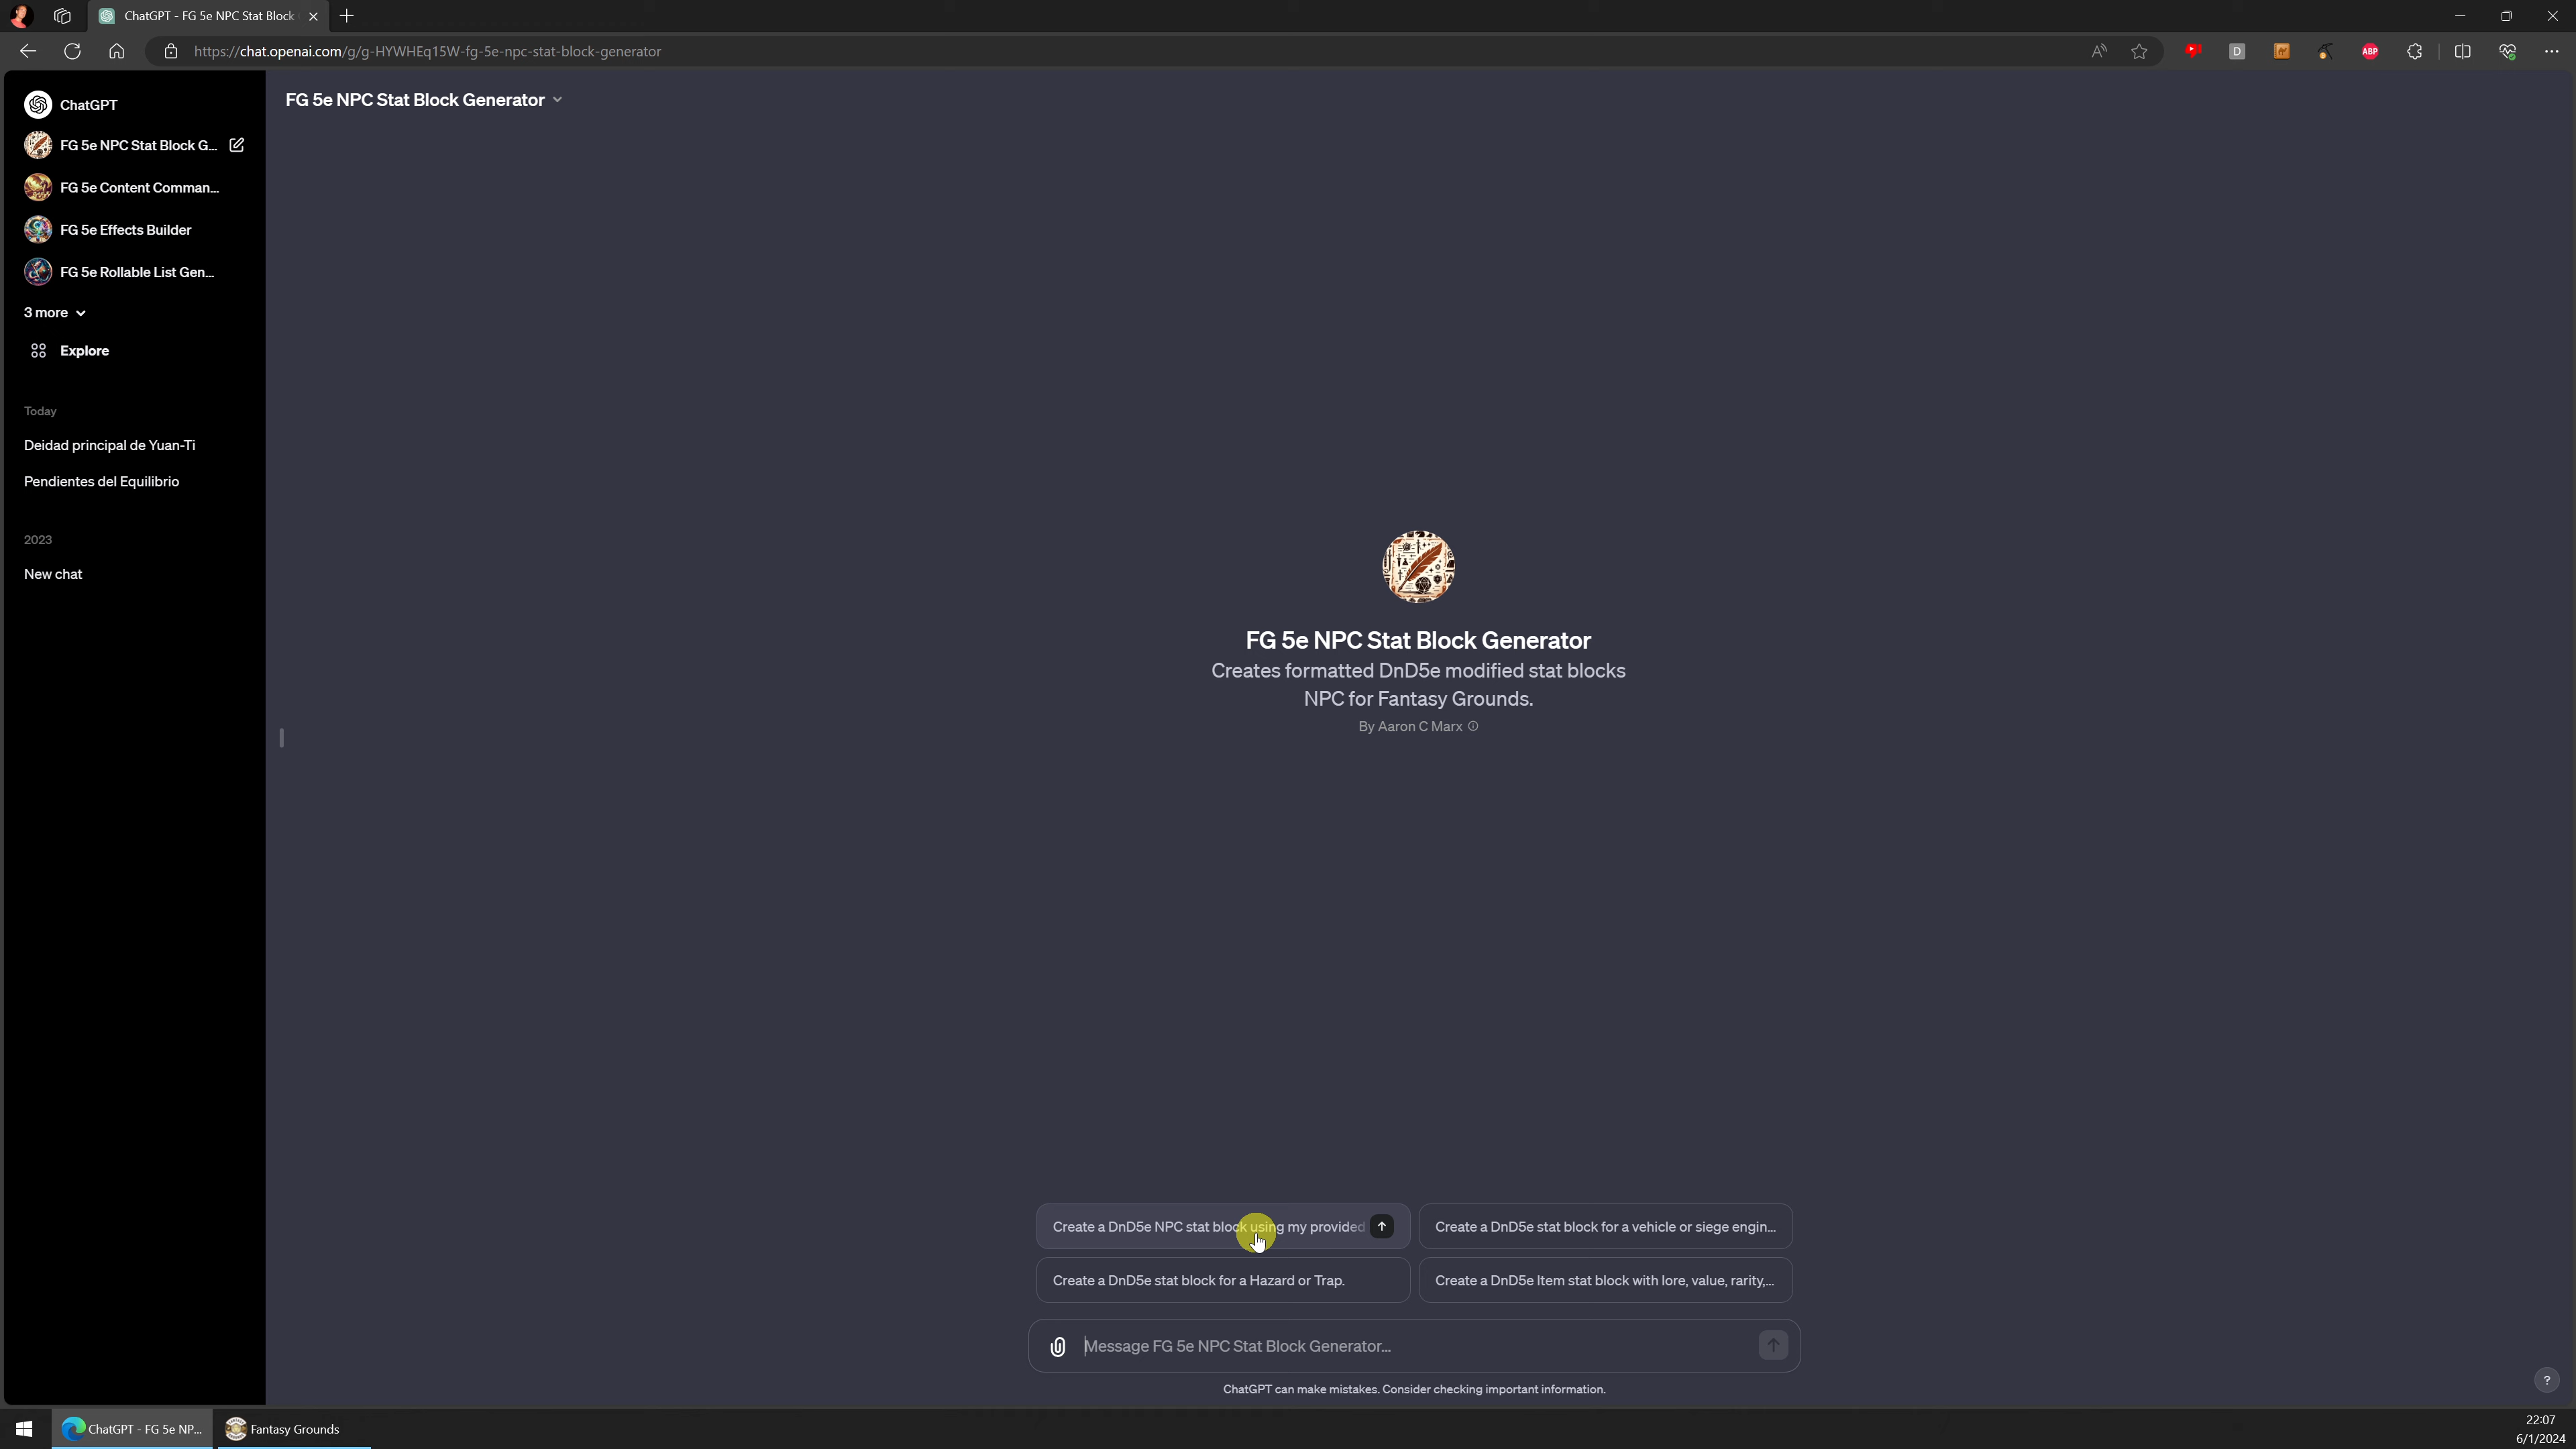 ChatGPT - FG 5e NPC Stat Block
https://chat.openai.com/g/g-HYWHEq15W-fg-5e-npc-stat-block-generator
D
ABP
ChatGPT
FG 5e NPC Stat Block G...
FG 5e Content Comman...
FG 5e Effects Builder
FG 5e Rollable List Gen...
3 more
Explore
Today
Deidad principal de Yuan-Ti
Pendientes del Equilibrio
2023
New chat
FG 5e NPC Stat Block Generator
FG 5e NPC Stat Block Generator
Creates formatted DnD5e modified stat blocks
NPC for Fantasy Grounds.
By Aaron C Marx
Create a DnD5e NPC stat block using my provided
Create a DnD5e stat block for a vehicle or siege engin...
Create a DnD5e stat block for a Hazard or Trap.
Create a DnD5e Item stat block with lore, value, rarity,...
Message FG 5e NPC Stat Block Generator...
ChatGPT can make mistakes. Consider checking important information.
?
ChatGPT - FG 5e NP...
Fantasy Grounds
22:07
6/1/2024